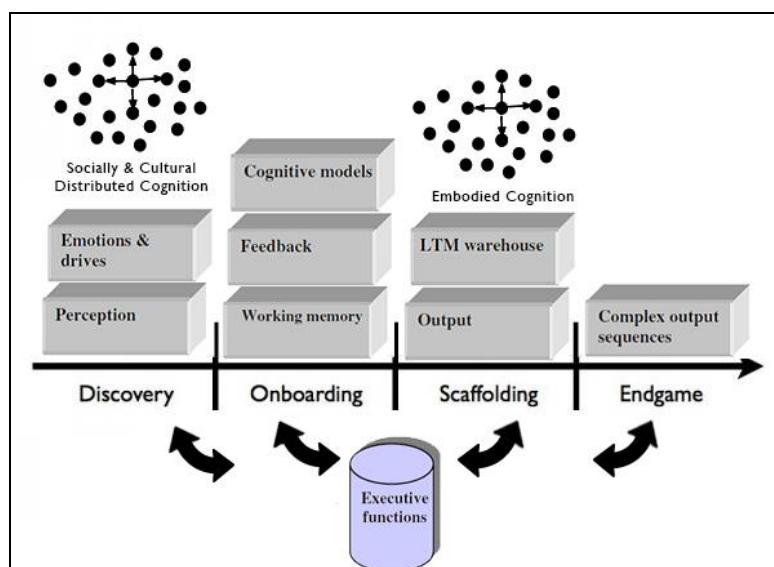 Socially & Cultural
Distributed Cognition
Cognitive models
Embodied Cognition
Emotions &
drives
Feedback
LTM warehouse
Perception
Working memory
Output
Complex output
sequences
Discovery
Onboarding
Scaffolding
Endgame
Executive
functions